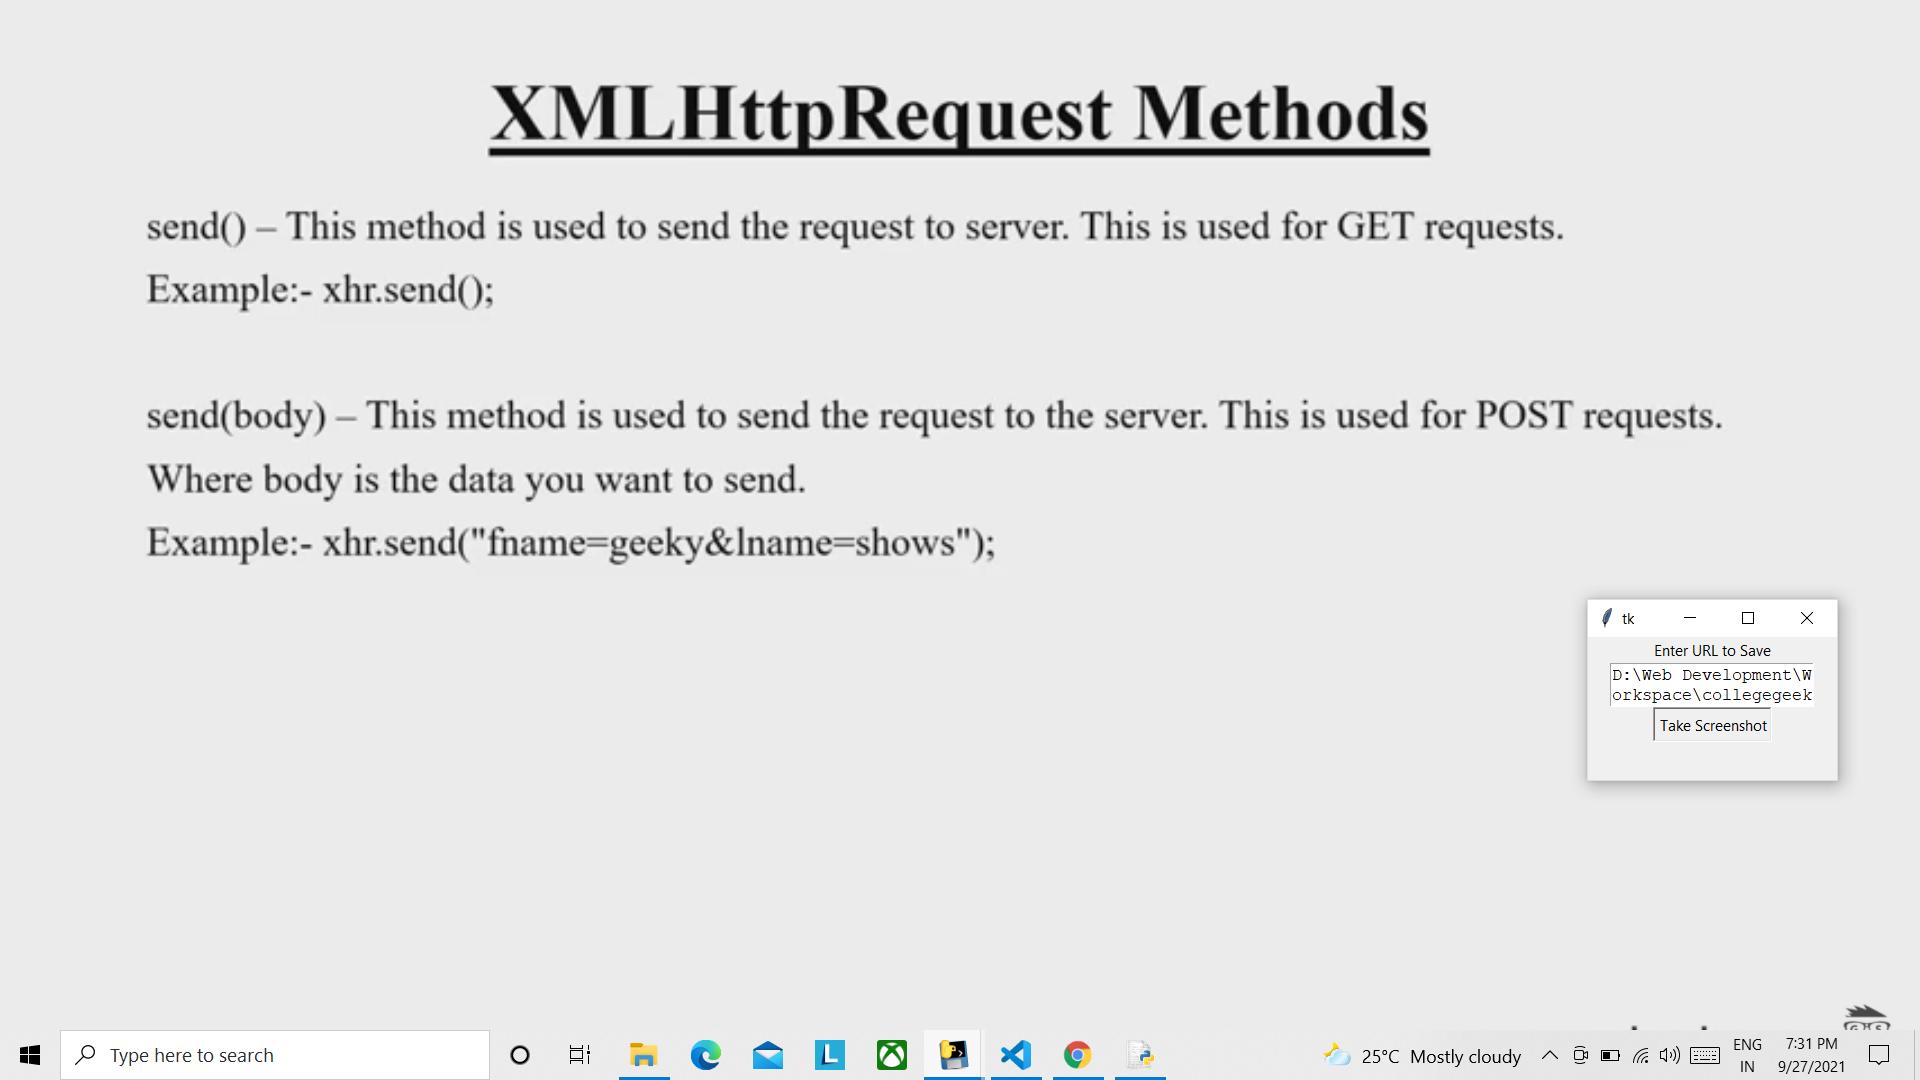 XMLHttpRequest Methods
send() – This method is used to send the request to server. This is used for GET requests.
Example:- xhr.send();
send(body) – This method is used to send the request to the server. This is used for POST requests.
Where body is the data you want to send.
Example:- xhr.send("fname=geeky&lname=shows");
tk
Enter URL to Save
D:\Web Development\W
orkspace\collegegeek
Take Screenshot
Type here to search
25°C Mostly cloudy
ENG
IN
7:31 PM
9/27/2021